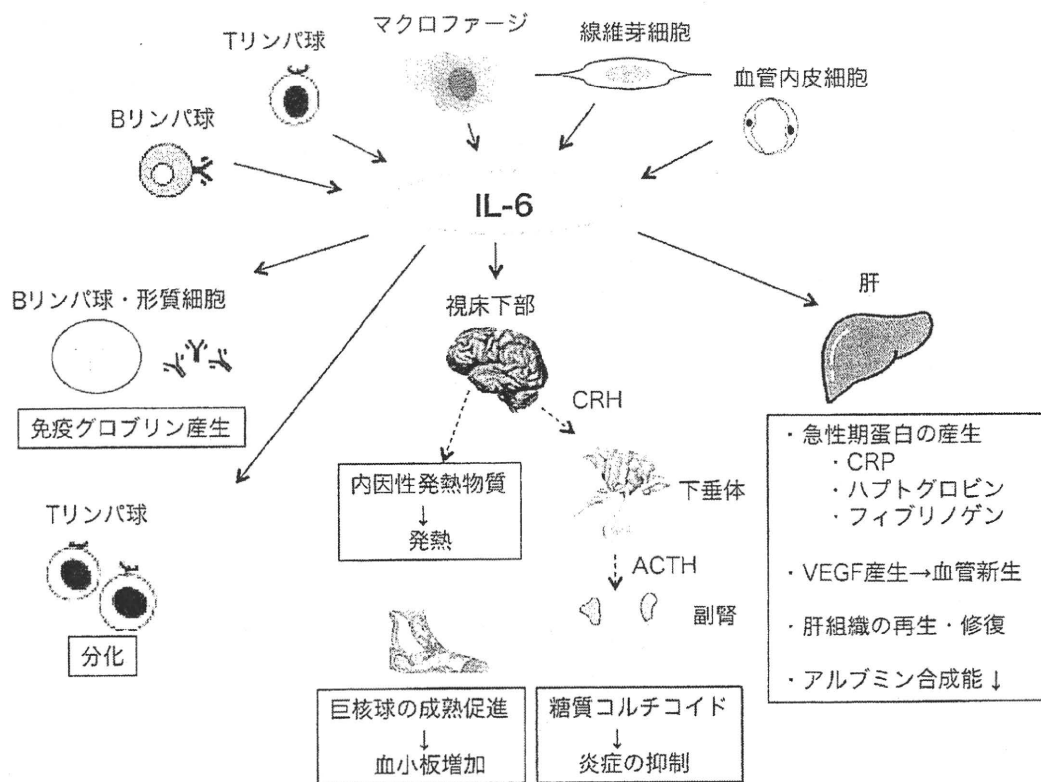 マクロファージ
線維芽細胞
Tリンパ球
血管内皮細胞
Bリンパ球
IL-6
Bリンパ球・形質細胞
視床下部
肝
CRH
免疫グロブリン産生
・急性期蛋白の産生
・CRP
・ハプトグロビン
・フィブリノゲン
内因性発熱物質
↓
発熱
下垂体
Tリンパ球
・VEGF産生→血管新生
ACTH
副腎
・肝組織の再生・修復
分化
・アルブミン合成能↓
巨核球の成熟促進
↓
血小板増加
糖質コルチコイド
↓
炎症の抑制